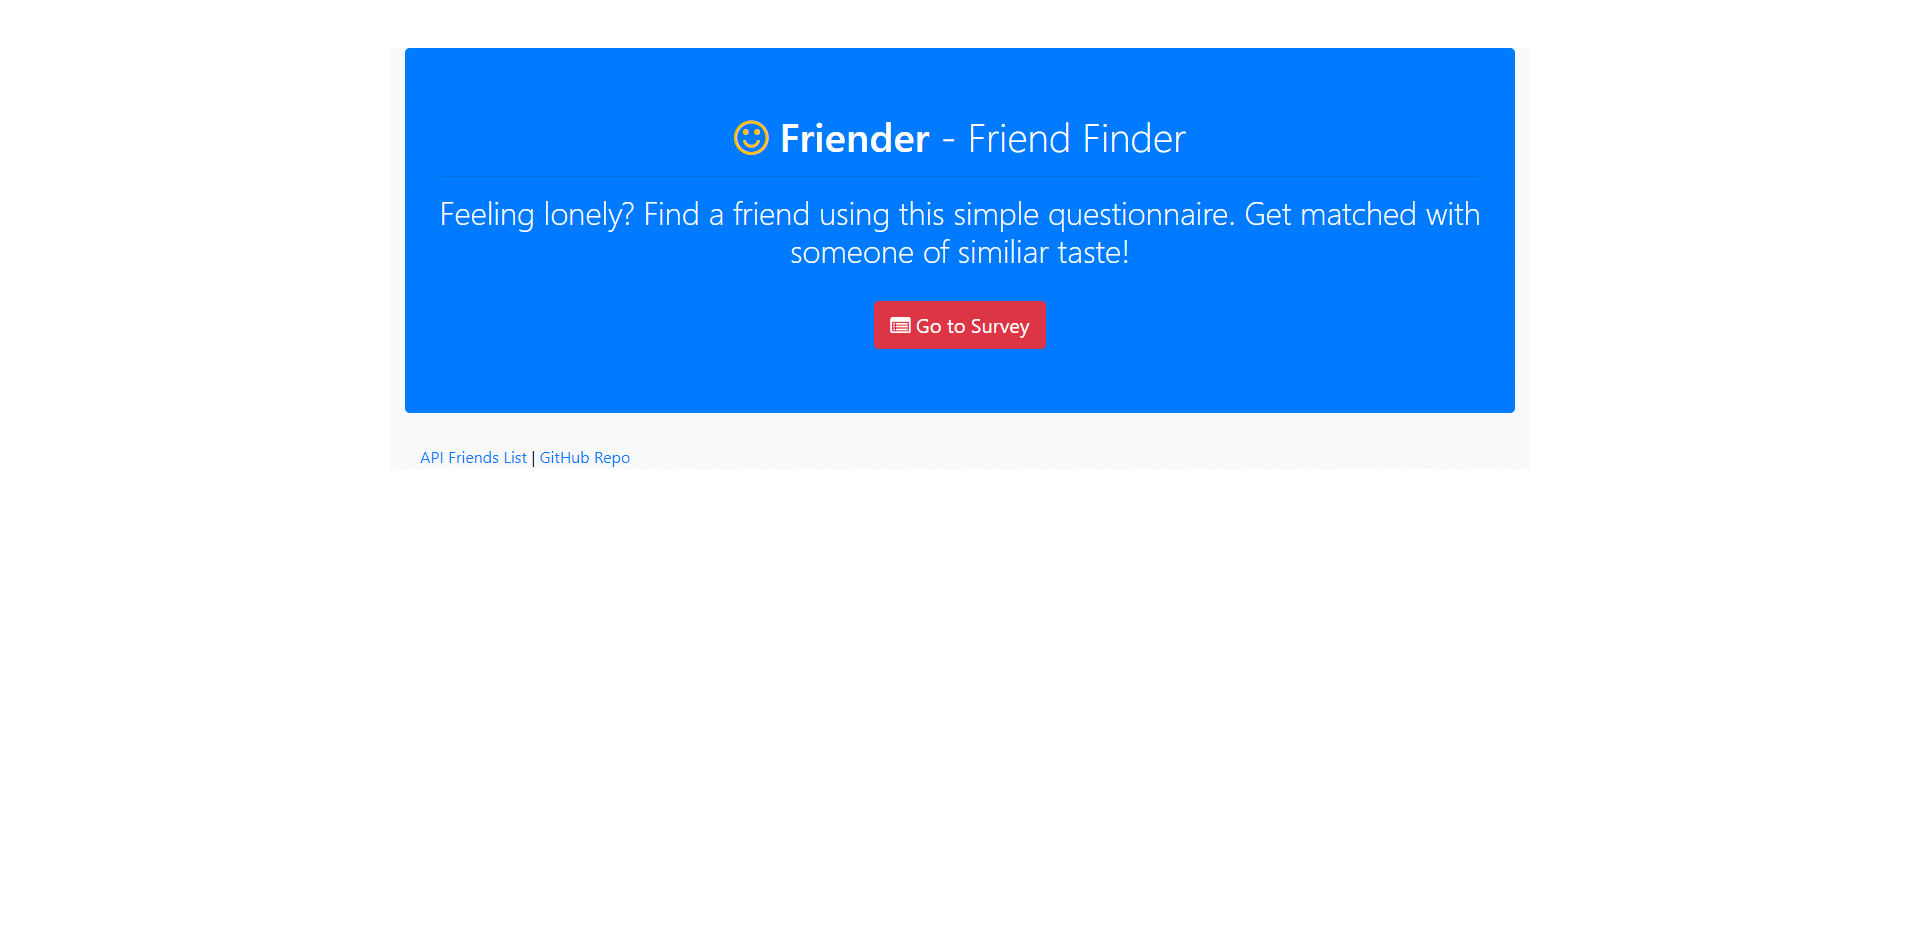 Friender - Friend Finder
Feeling lonely? Find a friend using this simple questionnaire. Get matched with
someone of similiar taste!
Go to Survey
API Friends List | GitHub Repo